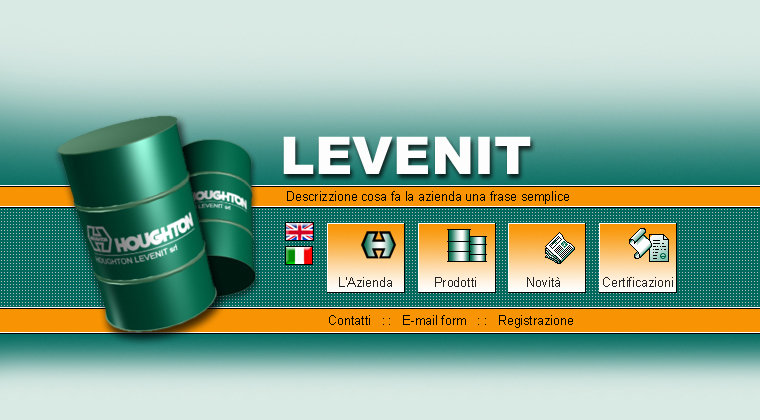 LEVENIT
Descrizzione cosa fa la azienda una frase semplice
HOUGHTON
HOUGHTON LEVENIT srl
HOUGHTON
LEVENIT srl
L'Azienda
Prodotti
Novità
Certificazioni
Contatti : : E-mail form : : Registrazione